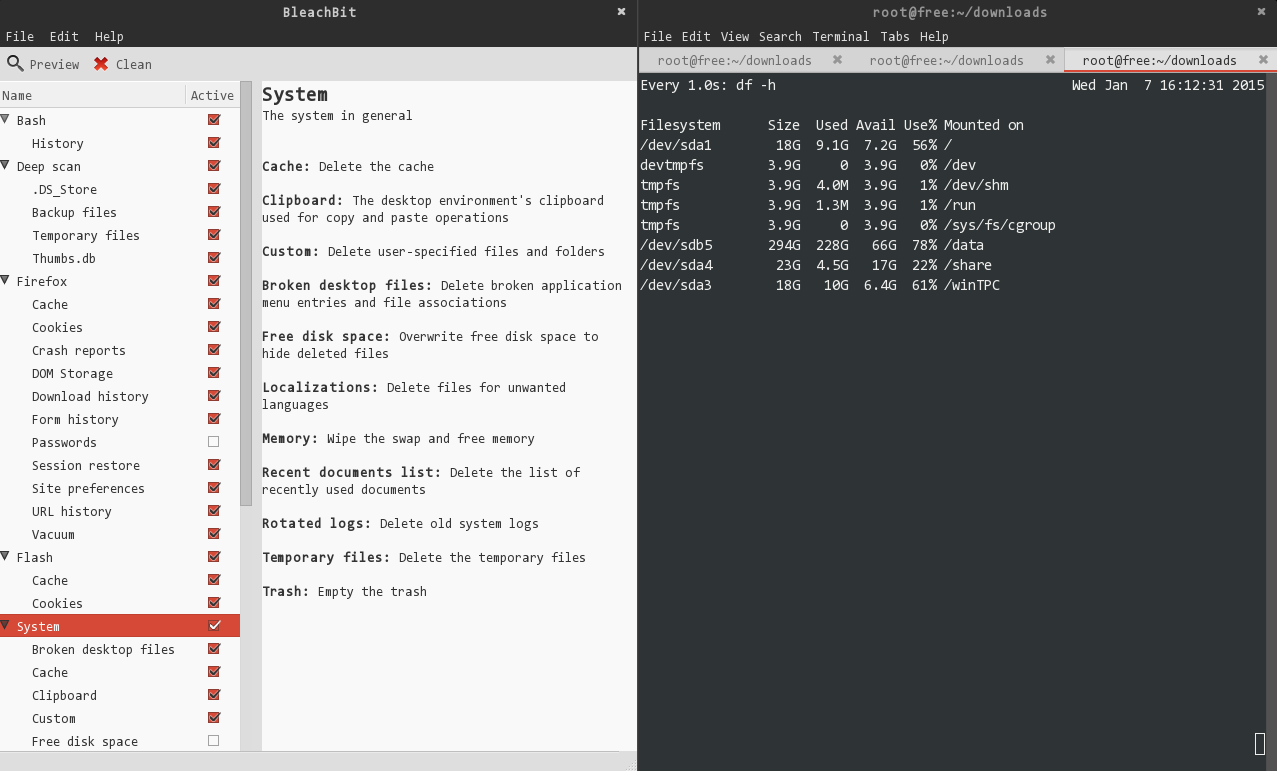 BleachBit
File Edit Help
Preview Clean
Name Active
Bash
History
Deep scan
.DS_Store
Backup files
Temporary files
Thumbs.db
Firefox
Cache
Cookies
Crash reports
DOM Storage
Download history
Form history
Passwords
Session restore
Site preferences
URL history
Vacuum
Flash
Cache
Cookies
System
Broken desktop files
Cache
Clipboard
Custom
Free disk space
System
The system in general
Cache: Delete the cache
Clipboard: The desktop environment's clipboard
used for copy and paste operations
Custom: Delete user-specified files and folders
Broken desktop files: Delete broken application
menu entries and file associations
Free disk space: Overwrite free disk space to
hide deleted files
Localizations: Delete files for unwanted
languages
Memory: Wipe the swap and free memory
Recent documents list: Delete the list of
recently used documents
Rotated logs: Delete old system logs
Temporary files: Delete the temporary files
Trash: Empty the trash
root@free:~/downloads
File Edit View Search Terminal Tabs Help
root@free:~/downloads root@free:~/downloads root@free:~/downloads
Every 1.0s: df -h Wed Jan  7 16:12:31 2015
Filesystem Size Used Avail Use% Mounted on
/dev/sda1 18G 9.1G 7.2G 56% /
devtmpfs 3.9G 0 3.9G 0% /dev
tmpfs 3.9G 4.0M 3.9G 1% /dev/shm
tmpfs 3.9G 1.3M 3.9G 1% /run
tmpfs 3.9G 0 3.9G 0% /sys/fs/cgroup
/dev/sdb5 294G 228G 66G 78% /data
/dev/sda4 23G 4.5G 17G 22% /share
/dev/sda3 18G 10G 6.4G 61% /winTPC